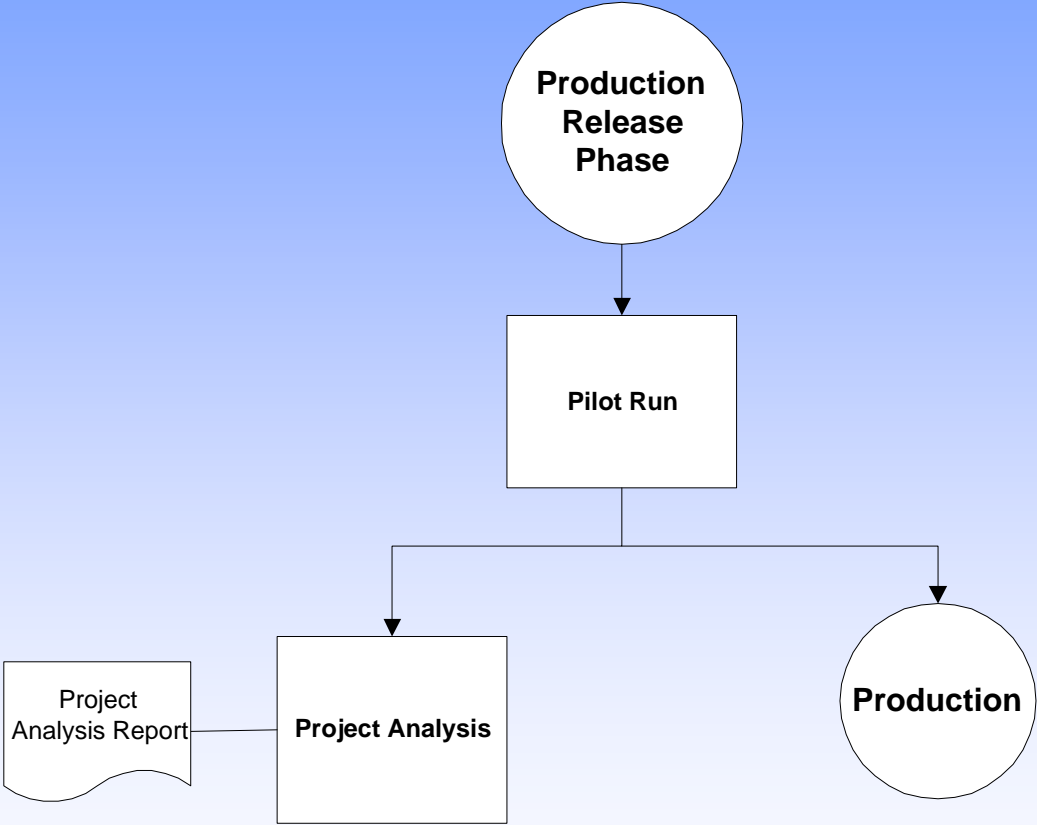 Production
Release
Phase
Pilot Run
Project
Analysis Report
Project Analysis
Production